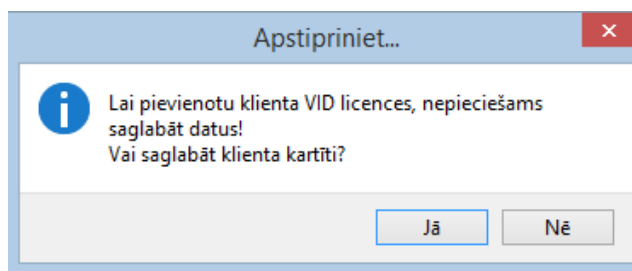 Apstipriniet...
Lai pievienotu klienta VID licences, nepieciešams
saglabāt datus!
Vai saglabāt klienta kartīti?
Jā
Nē